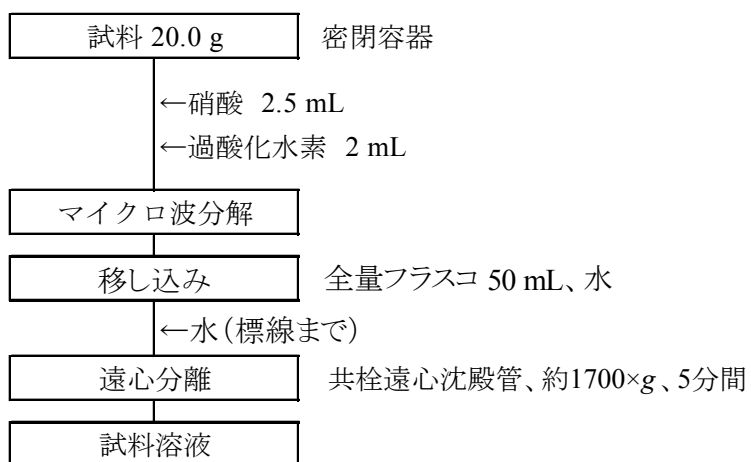 試料 20.0 g 密閉容器
←硝酸 2.5 mL
←過酸化水素 2 mL
マイクロ波分解
移し込み 全量フラスコ 50 mL、水
←水(標線まで)
遠心分離 共栓遠心沈殿管、約1700×g、5分間
試料溶液